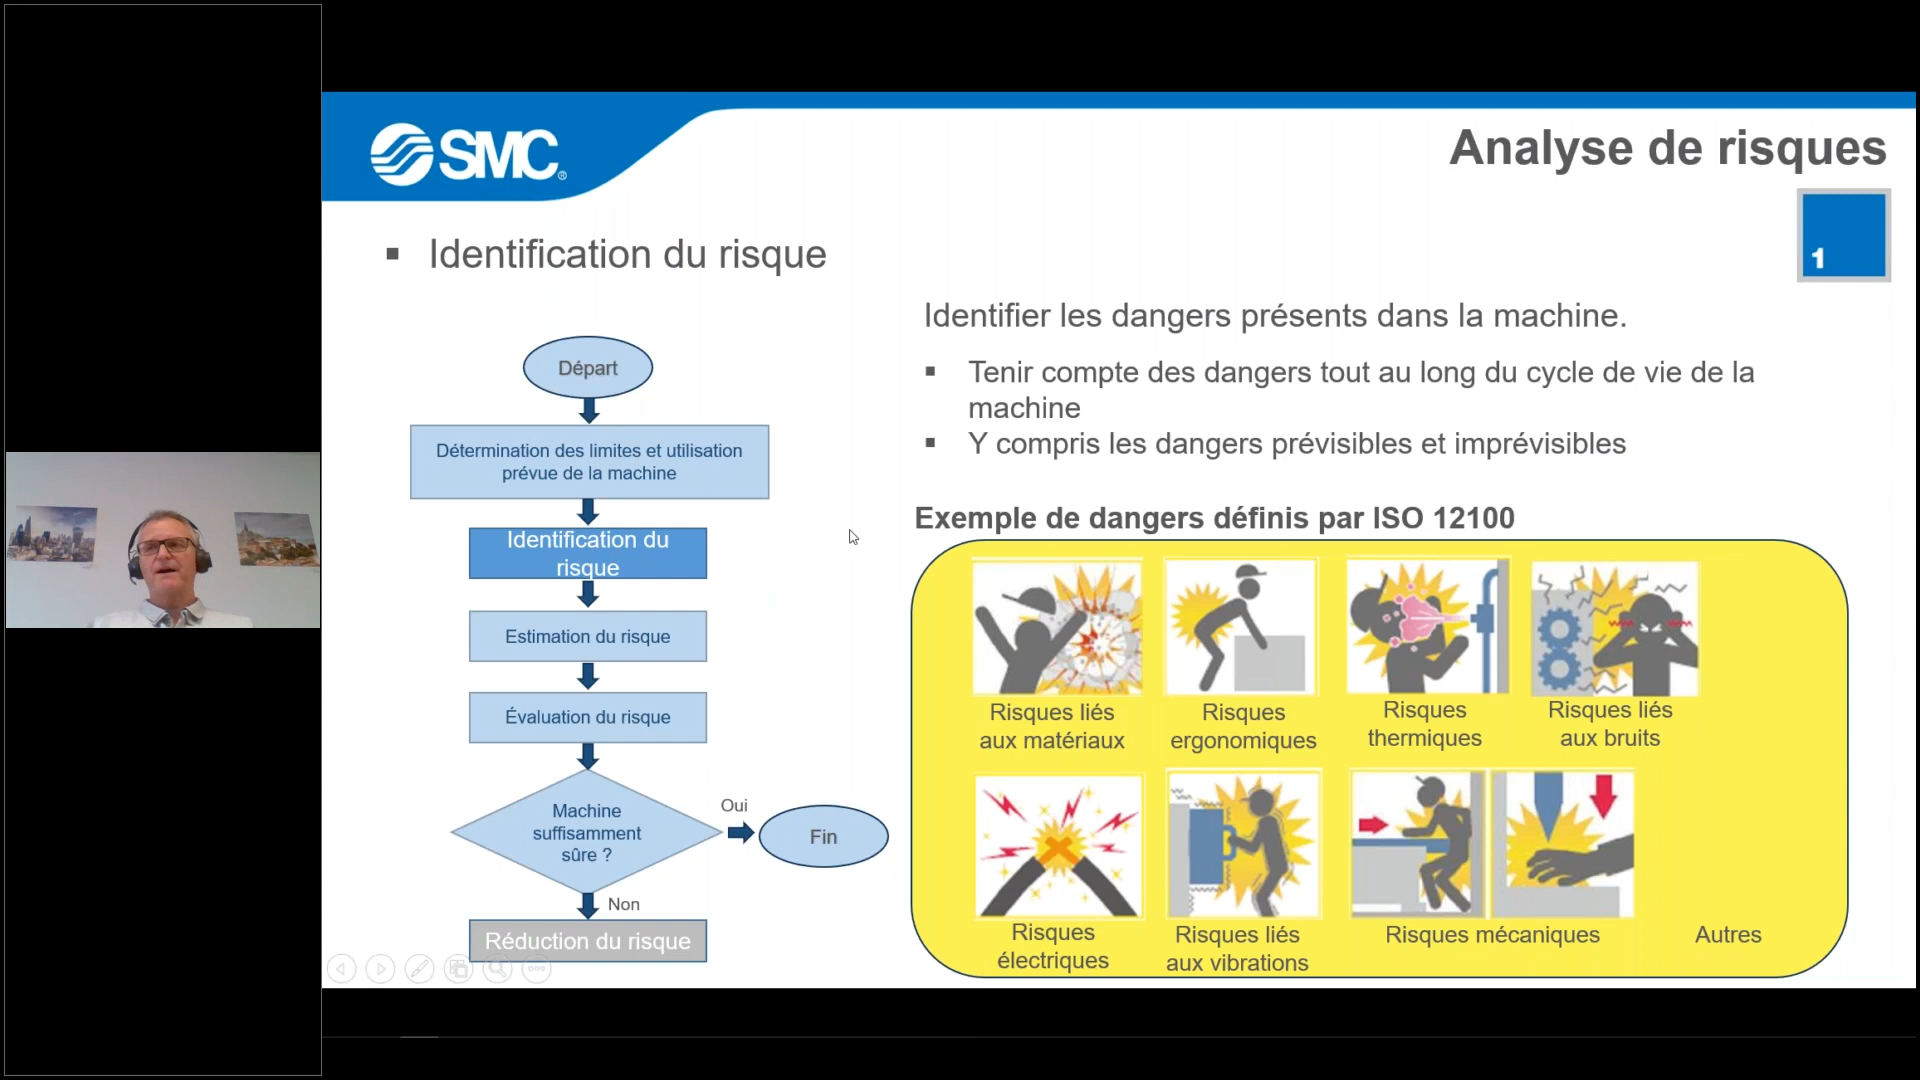 SMC®
Analyse de risques
1
▪ Identification du risque
Départ
Détermination des limites et utilisation
prévue de la machine
Identification du
risque
Estimation du risque
Évaluation du risque
Machine
suffisamment
sûre ?
Oui
Fin
Non
Réduction du risque
Identifier les dangers présents dans la machine.
▪ Tenir compte des dangers tout au long du cycle de vie de la
machine
▪ Y compris les dangers prévisibles et imprévisibles
Exemple de dangers définis par ISO 12100
Risques liés
aux matériaux
Risques
ergonomiques
Risques
thermiques
Risques liés
aux bruits
Risques
électriques
Risques liés
aux vibrations
Risques mécaniques
Autres